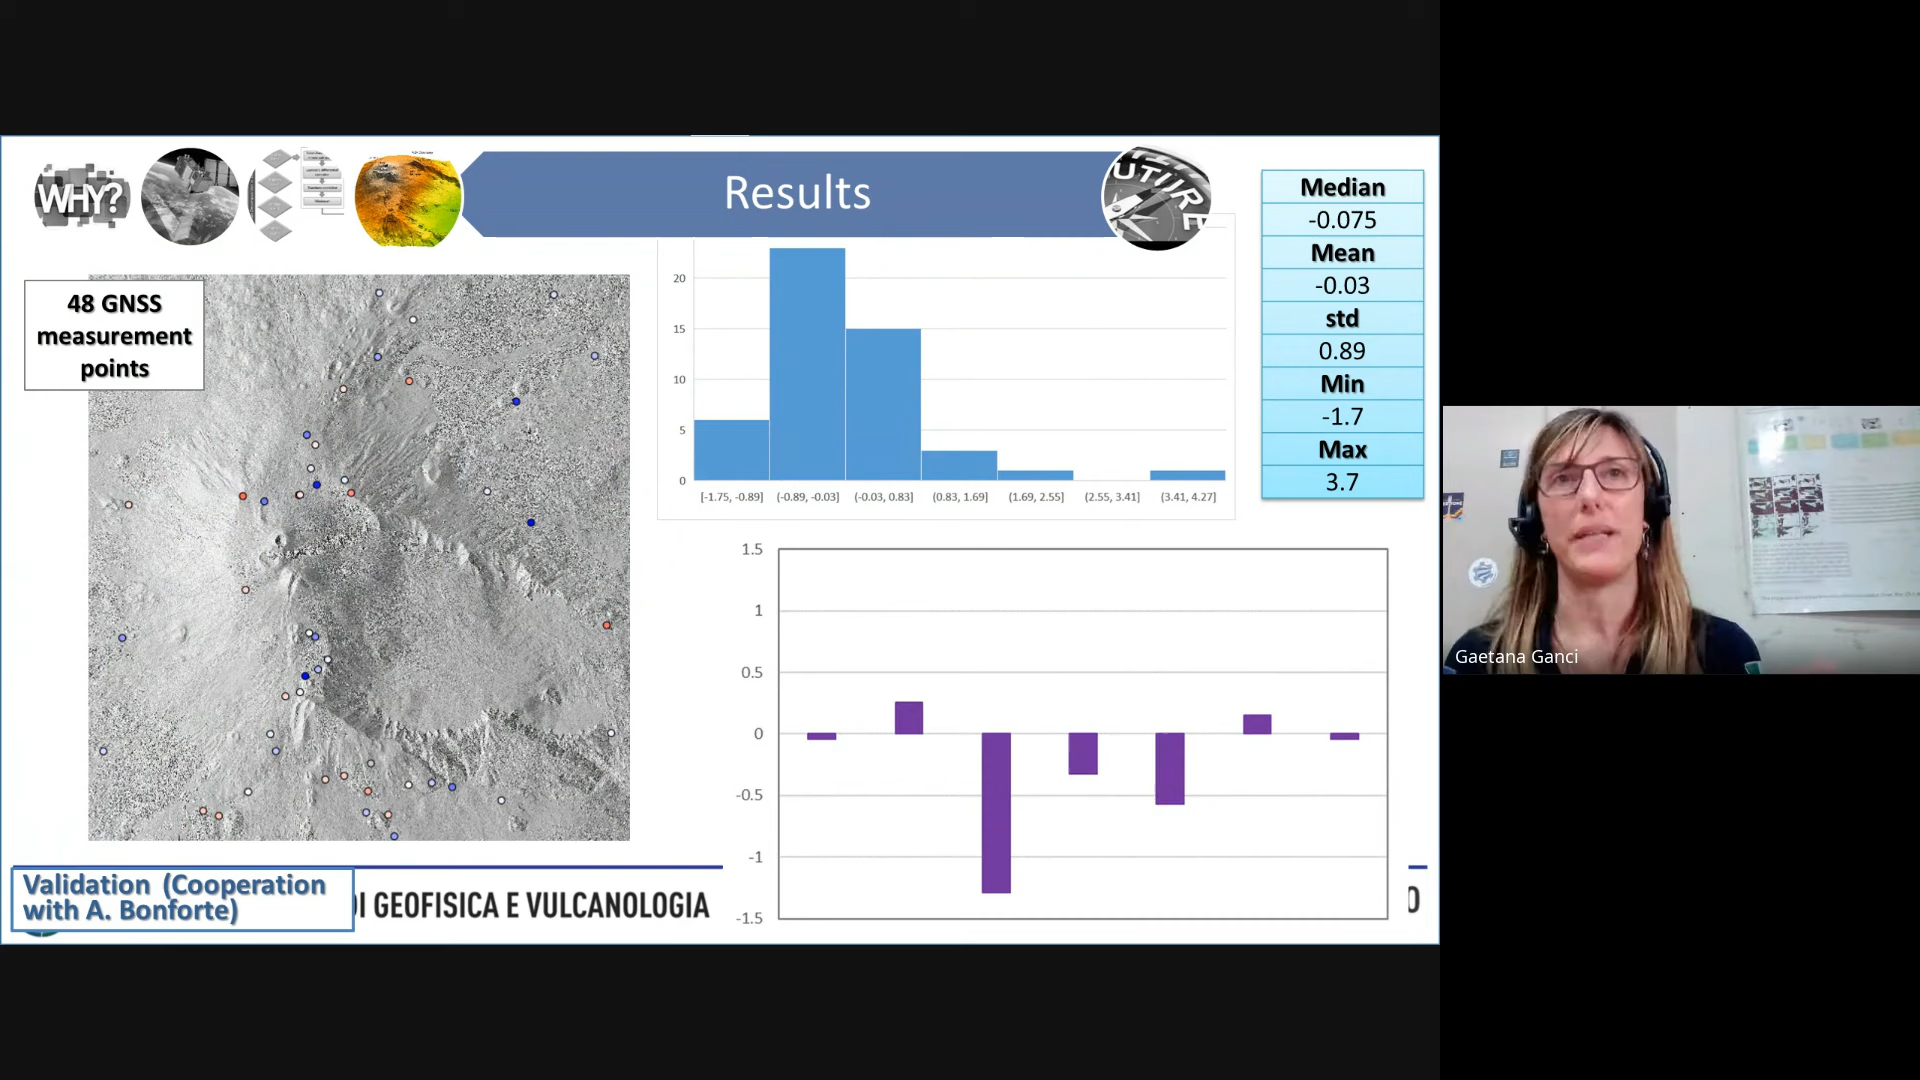 WHY?
Results
UTURE
Median
-0.075
Mean
-0.03
std
0.89
Min
-1.7
Max
3.7
48 GNSS
measurement
points
20
15
10
5
0
[-1.75, -0.89]
(-0.89, -0.03]
(-0.03, 0.83]
(0.83, 1.69]
(1.69, 2.55]
(2.55, 3.41]
(3.41, 4.27]
1.5
1
0.5
0
-0.5
-1
-1.5
Validation (Cooperation
with A. Bonforte)
DI GEOFISICA E VULCANOLOGIA
O
Gaetana Ganci